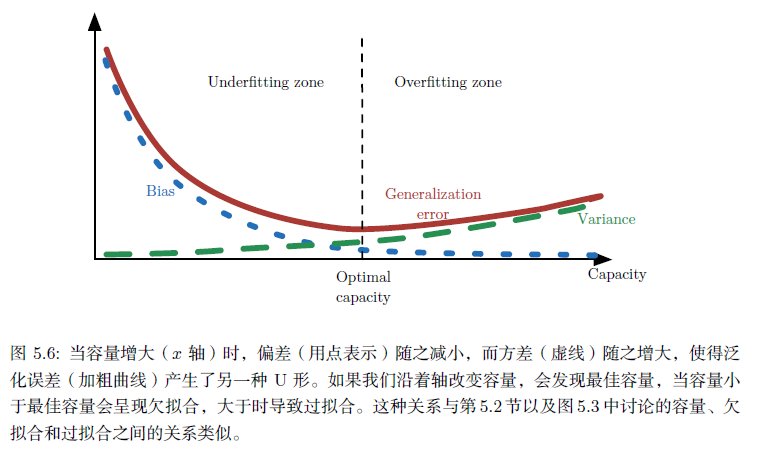 Underfitting zone Overfitting zone
Bias
Generalization
error
Variance
Optimal
capacity
Capacity
图 5.6: 当容量增大（x 轴）时，偏差（用点表示）随之减小，而方差（虚线）随之增大，使得泛
化误差（加粗曲线）产生了另一种 U 形。如果我们沿着轴改变容量，会发现最佳容量，当容量小
于最佳容量会呈现欠拟合，大于时导致过拟合。这种关系与第 5.2 节以及图 5.3 中讨论的容量、欠
拟合和过拟合之间的关系类似。